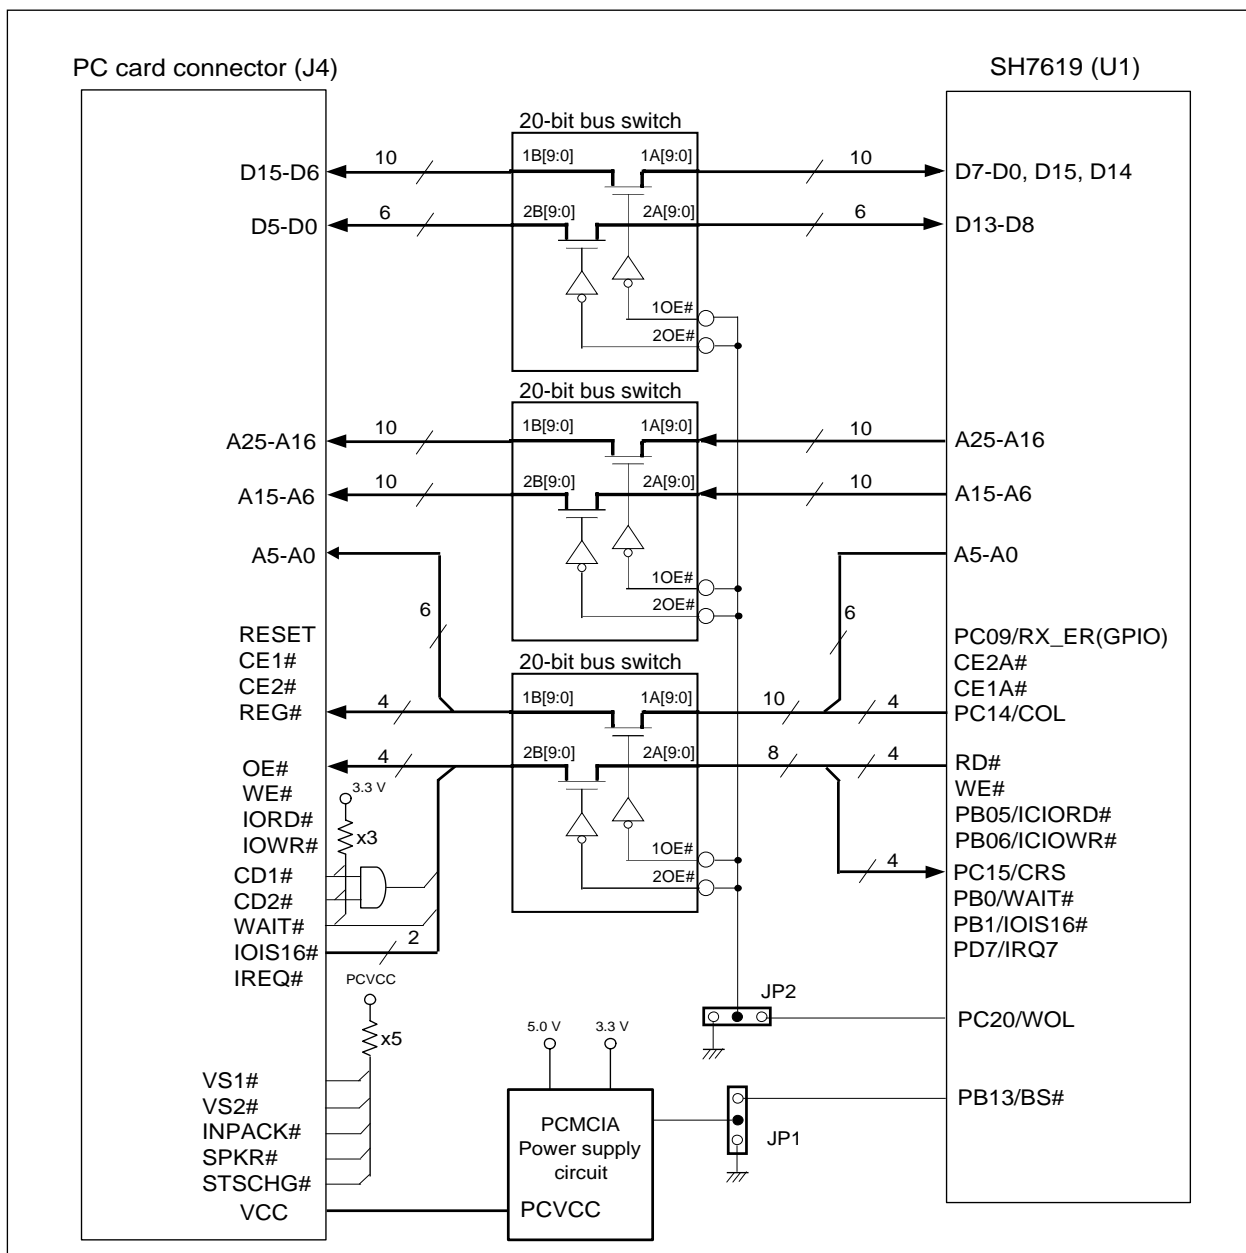 PC card connector (J4)
SH7619 (U1)
20-bit bus switch
D15-D6
10
1B[9:0]
1A[9:0]
10
D7-D0, D15, D14
D5-D0
6
2B[9:0]
2A[9:0]
6
D13-D8
1OE#
2OE#
20-bit bus switch
A25-A16
10
1B[9:0]
1A[9:0]
10
A25-A16
A15-A6
10
2B[9:0]
2A[9:0]
10
A15-A6
A5-A0
A5-A0
1OE#
2OE#
6
6
RESET
CE1#
CE2#
REG#
PC09/RX_ER(GPIO)
CE2A#
CE1A#
PC14/COL
20-bit bus switch
4
1B[9:0]
1A[9:0]
10
4
4
2B[9:0]
2A[9:0]
8
4
OE#
WE#
IORD#
IOWR#
RD#
WE#
PB05/ICIORD#
PB06/ICIOWR#
3.3 V
x3
1OE#
2OE#
4
CD1#
CD2#
WAIT#
IOIS16#
IREQ#
2
PC15/CRS
PB0/WAIT#
PB1/IOIS16#
PD7/IRQ7
PCVCC
x5
JP2
PC20/WOL
5.0 V
3.3 V
VS1#
VS2#
INPACK#
SPKR#
STSCHG#
VCC
PCMCIA
Power supply
circuit
PCVCC
JP1
PB13/BS#